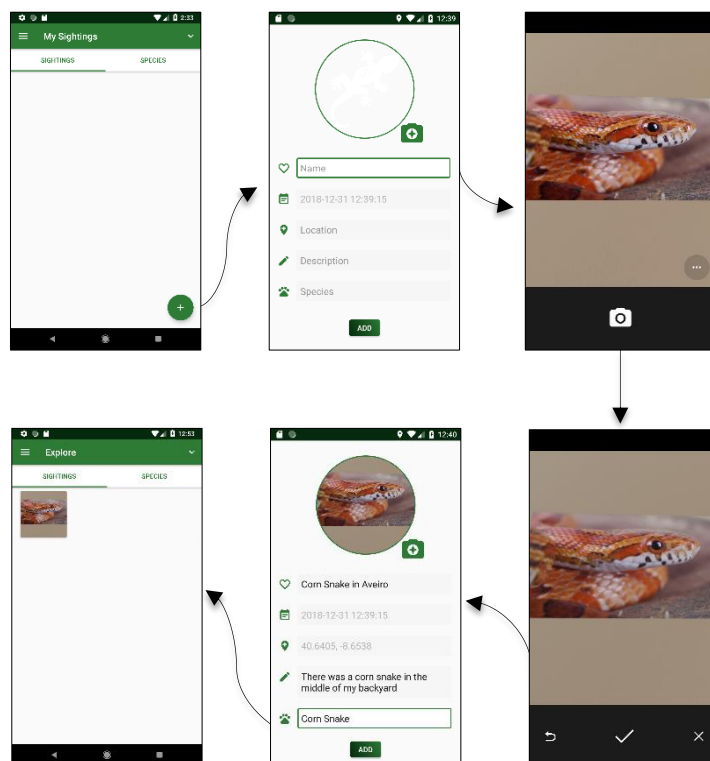 2:33
My Sightings
SIGHTINGS
SPECIES
12:39
Name
2018-12-31 12:39:15
Location
Description
Species
ADD
12:53
Explore
SIGHTINGS
SPECIES
12:40
Corn Snake in Aveiro
2018-12-31 12:39:15
40.6405, -8.6538
There was a corn snake in the
middle of my backyard
Corn Snake
ADD